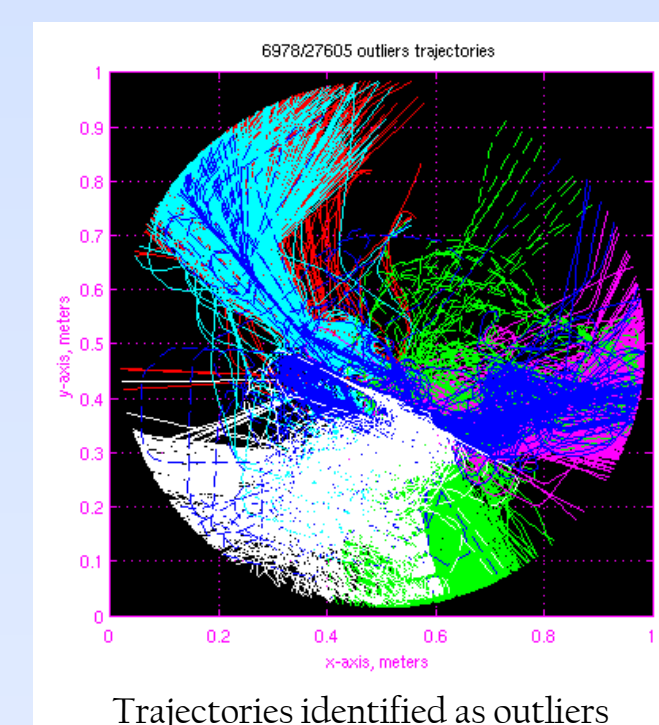 6978/27605 outliers trajectories
1
0.9
0.8
0.7
0.6
0.5
0.4
0.3
0.2
0.1
0
y-axis, meters
0 0.2 0.4 0.6 0.8 1
x-axis, meters
Trajectories identified as outliers